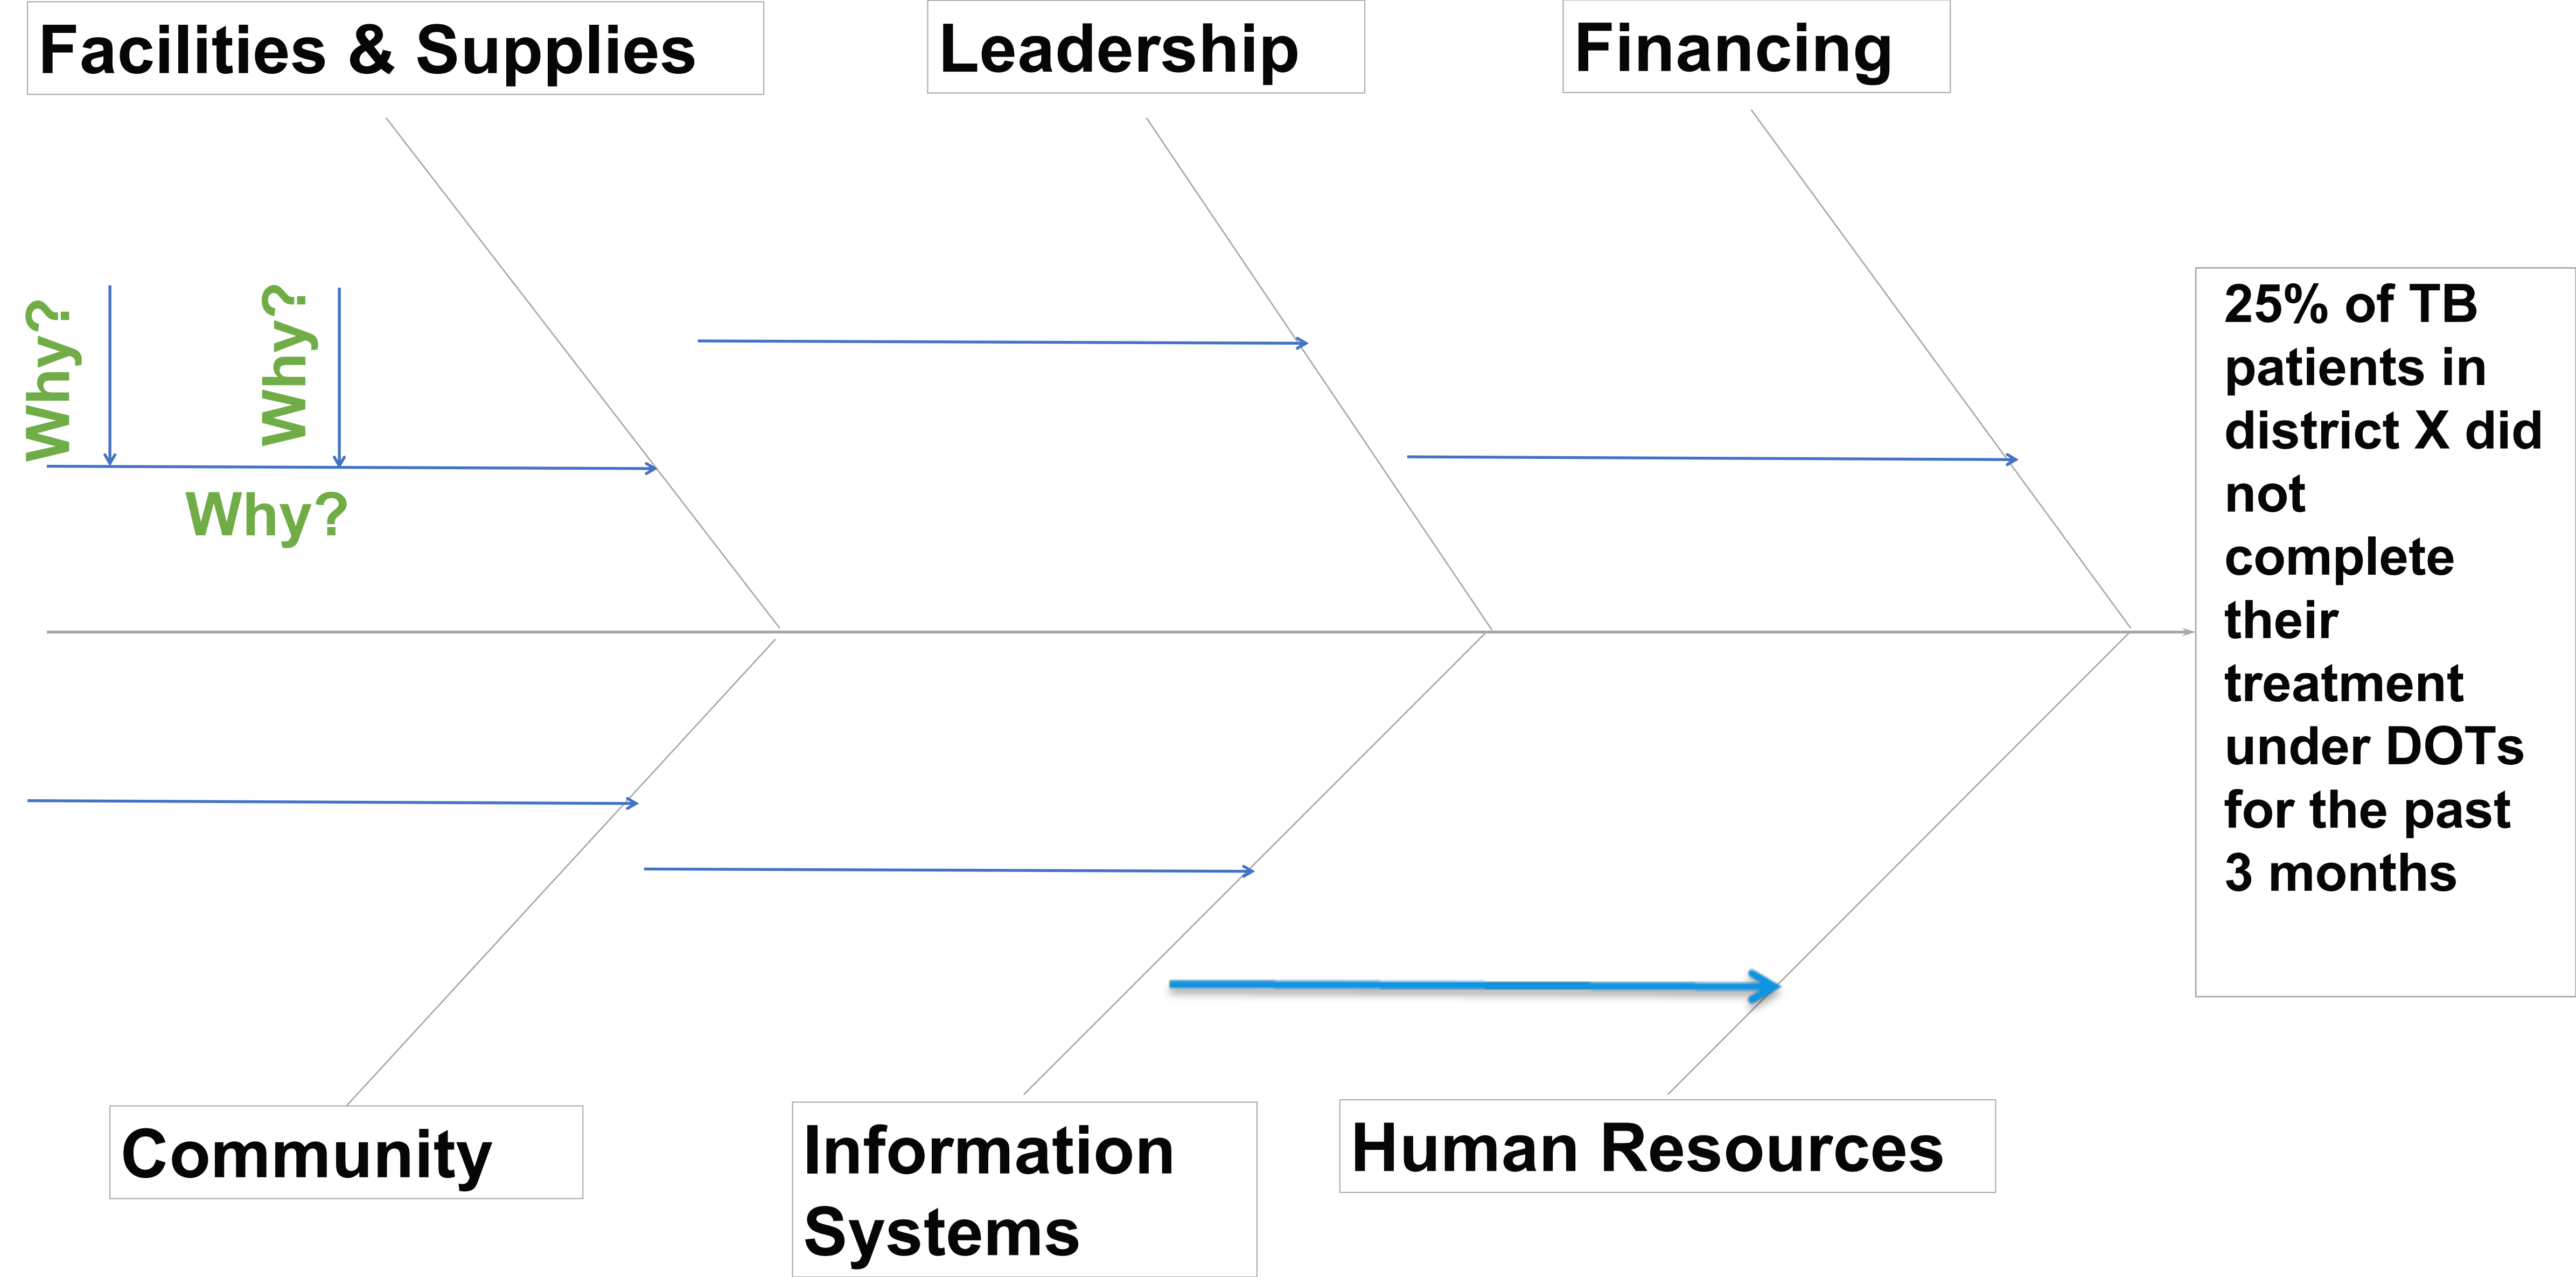 Facilities & Supplies
Leadership
Financing
Why?
Why?
Why?
25% of TB
patients in
district X did
not
complete
their
treatment
under DOTs
for the past
3 months
Community
Information
Systems
Human Resources